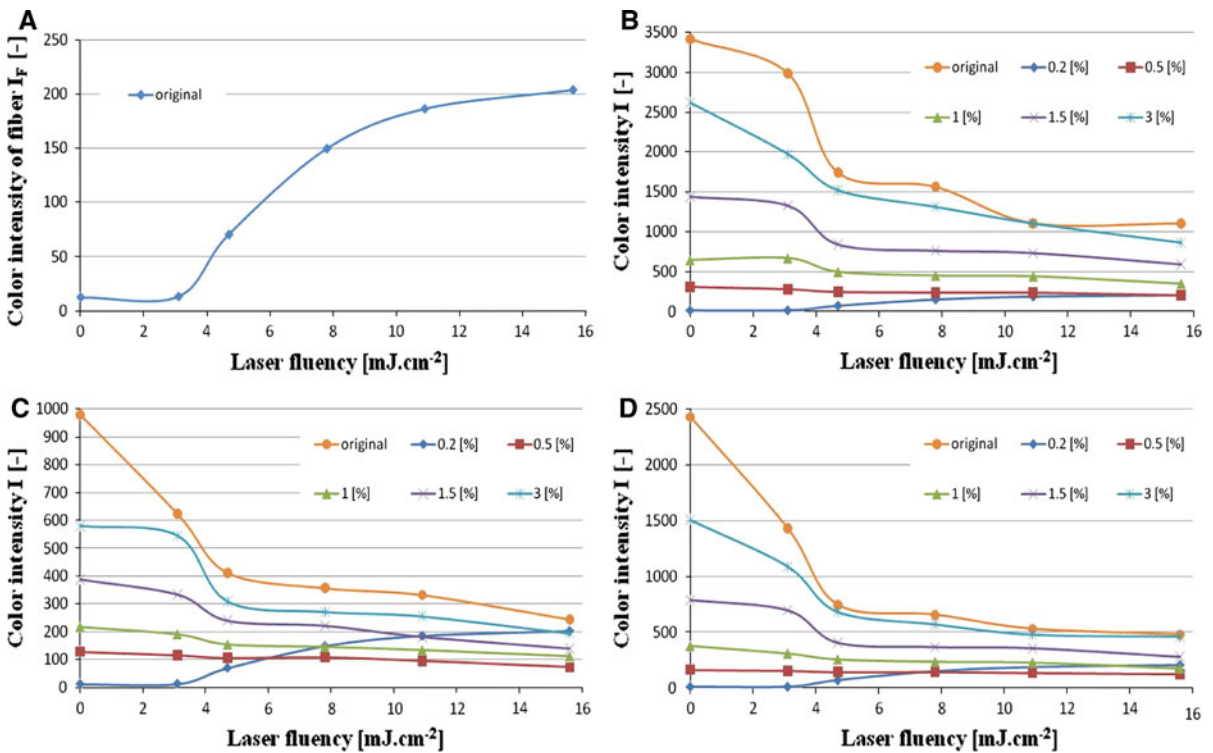 A
Color intensity of fiber I_F [-]
250
200
150
100
50
0
original
0 2 4 6 8 10 12 14 16
Laser fluency [mJ.cm⁻²]
B
Color intensity I [-]
3500
3000
2500
2000
1500
1000
500
0
original 0.2 [%] 0.5 [%]
1 [%] 1.5 [%] 3 [%]
0 2 4 6 8 10 12 14 16
Laser fluency [mJ.cm⁻²]
C
Color intensity I [-]
1000
900
800
700
600
500
400
300
200
100
0
original 0.2 [%] 0.5 [%]
1 [%] 1.5 [%] 3 [%]
0 2 4 6 8 10 12 14 16
Laser fluency [mJ.cm⁻²]
D
Color intensity I [-]
2500
2000
1500
1000
500
0
original 0.2 [%] 0.5 [%]
1 [%] 1.5 [%] 3 [%]
0 2 4 6 8 10 12 14 16
Laser fluency [mJ.cm⁻²]